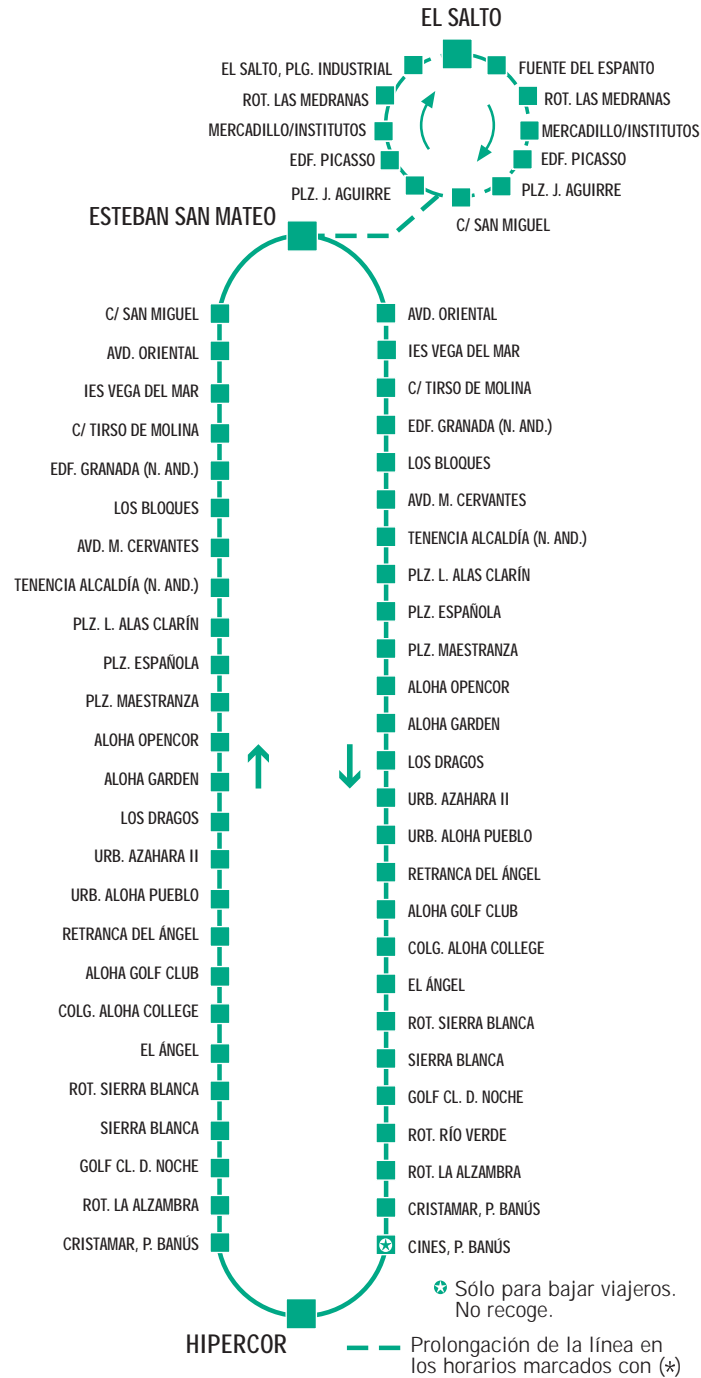 EL SALTO
EL SALTO, PLG. INDUSTRIAL
FUENTE DEL ESPANTO
ROT. LAS MEDRANAS
ROT. LAS MEDRANAS
MERCADILLO/INSTITUTOS
MERCADILLO/INSTITUTOS
EDF. PICASSO
EDF. PICASSO
PLZ. J. AGUIRRE
PLZ. J. AGUIRRE
C/ SAN MIGUEL
ESTEBAN SAN MATEO
C/ SAN MIGUEL
AVD. ORIENTAL
IES VEGA DEL MAR
C/ TIRSO DE MOLINA
EDF. GRANADA (N. AND.)
LOS BLOQUES
AVD. M. CERVANTES
TENENCIA ALCALDÍA (N. AND.)
PLZ. L. ALAS CLARÍN
PLZ. ESPAÑOLA
PLZ. MAESTRANZA
ALOHA OPENCOR
ALOHA GARDEN
LOS DRAGOS
URB. AZAHARA II
URB. ALOHA PUEBLO
RETRANCA DEL ÁNGEL
ALOHA GOLF CLUB
COLG. ALOHA COLLEGE
EL ÁNGEL
ROT. SIERRA BLANCA
SIERRA BLANCA
GOLF CL. D. NOCHE
ROT. LA ALZAMBRA
CRISTAMAR, P. BANÚS
AVD. ORIENTAL
IES VEGA DEL MAR
C/ TIRSO DE MOLINA
EDF. GRANADA (N. AND.)
LOS BLOQUES
AVD. M. CERVANTES
TENENCIA ALCALDÍA (N. AND.)
PLZ. L. ALAS CLARÍN
PLZ. ESPAÑOLA
PLZ. MAESTRANZA
ALOHA OPENCOR
ALOHA GARDEN
LOS DRAGOS
URB. AZAHARA II
URB. ALOHA PUEBLO
RETRANCA DEL ÁNGEL
ALOHA GOLF CLUB
COLG. ALOHA COLLEGE
EL ÁNGEL
ROT. SIERRA BLANCA
SIERRA BLANCA
GOLF CL. D. NOCHE
ROT. RÍO VERDE
ROT. LA ALZAMBRA
CRISTAMAR, P. BANÚS
CINES, P. BANÚS
HIPERCOR
Sólo para bajar viajeros.
No recoge.
Prolongación de la línea en
los horarios marcados con (*)